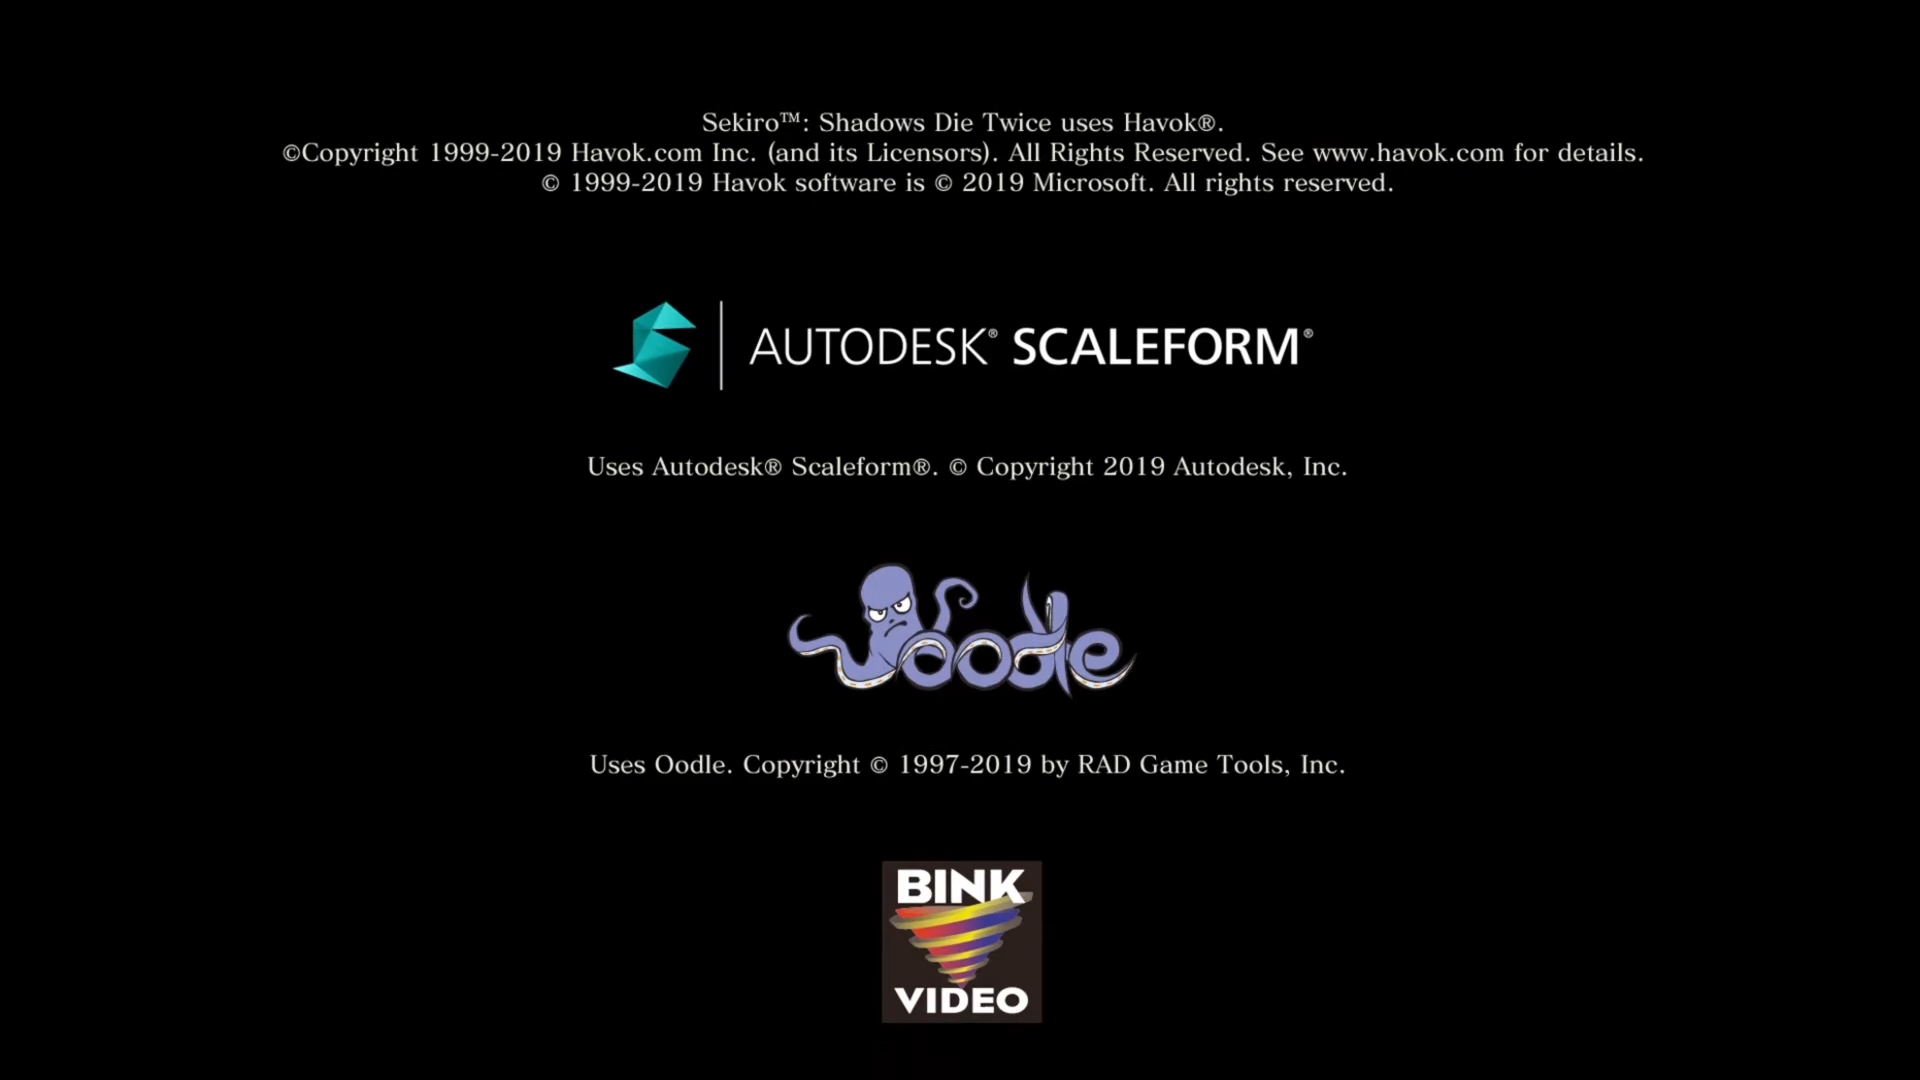 Sekiro™: Shadows Die Twice uses Havok®.
©Copyright 1999-2019 Havok.com Inc. (and its Licensors). All Rights Reserved. See www.havok.com for details.
© 1999-2019 Havok software is © 2019 Microsoft. All rights reserved.
AUTODESK® SCALEFORM®
Uses Autodesk® Scaleform®. © Copyright 2019 Autodesk, Inc.
oodle
Uses Oodle. Copyright © 1997-2019 by RAD Game Tools, Inc.
BINK
VIDEO